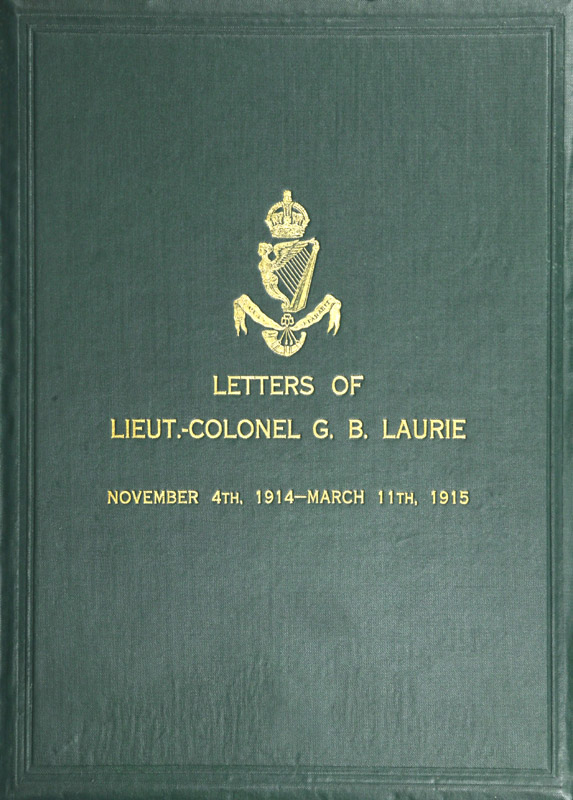 LETTERS OF
LIEUT.-COLONEL G. B. LAURIE
NOVEMBER 4TH, 1914—MARCH 11TH, 1915